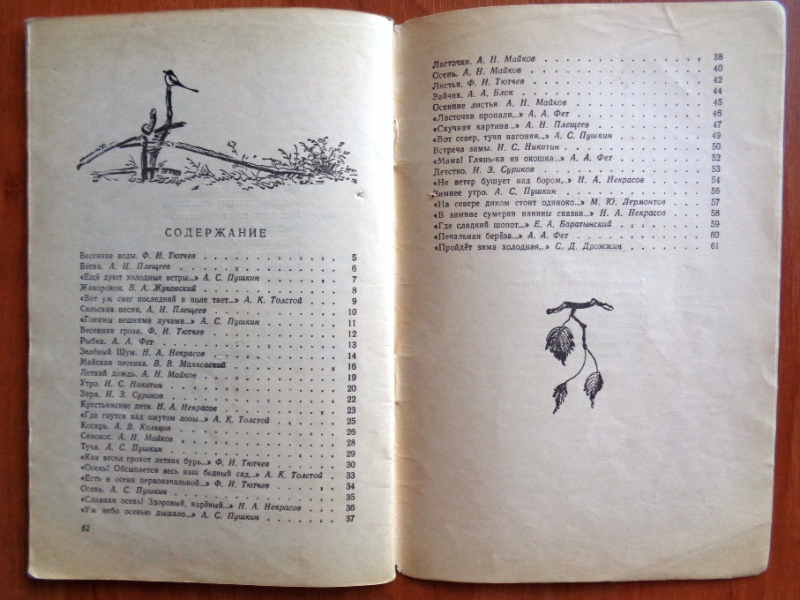 СОДЕРЖАНИЕ
Весенние воды. Ф. И. Тютчев . . . . 5
Весна. А. Н. Плещеев . . . . 6
«Ещё дуют холодные ветры...» А. С. Пушкин . . . . 7
Жаворонок. В. А. Жуковский . . . . 8
«Вот уж снег последний в поле тает...» А. К. Толстой . . . . 9
Сельская песня. А. Н. Плещеев . . . . 10
«Гонимы вешними лучами...» А. С. Пушкин . . . . 11
Весенняя гроза. Ф. И. Тютчев . . . . 12
Рыбка. А. А. Фет . . . . 13
Зелёный Шум. Н. А. Некрасов . . . . 14
Майская песенка. В. В. Маяковский . . . . 16
Летний дождь. А. Н. Майков . . . . 19
Утро. И. С. Никитин . . . . 20
Заря. И. З. Суриков . . . . 22
Крестьянские дети. Н. А. Некрасов . . . . 23
«Где гнутся над омутом лозы...» А. К. Толстой . . . . 25
Косарь. А. В. Кольцов . . . . 26
Сенокос. А. Н. Майков . . . . 28
Туча. А. С. Пушкин . . . . 29
«Как весел грохот летних бурь...» Ф. И. Тютчев . . . . 30
«Осень! Обсыпается весь наш бедный сад...» А. К. Толстой . 33
«Есть в осени первоначальной...» Ф. И. Тютчев . . . . 34
Осень. А. С. Пушкин . . . . 35
«Славная осень! Здоровый, ядрёный...» Н. А. Некрасов . . . . 36
«Уж небо осенью дышало...» А. С. Пушкин . . . . 37
62
Ласточки. А. Н. Майков . . . . 38
Осень. А. Н. Майков . . . . 40
Листья. Ф. И. Тютчев . . . . 42
Зайчик. А. А. Блок . . . . 44
Осенние листья. А. Н. Майков . . . . 45
«Ласточки пропали...» А. А. Фет . . . . 46
«Скучная картина...» А. Н. Плещеев . . . . 47
«Вот север, тучи нагоняя...» А. С. Пушкин . . . . 49
Встреча зимы. И. С. Никитин . . . . 50
«Мама! Глянь-ка из окошка...» А. А. Фет . . . . 52
Детство. И. З. Суриков . . . . 53
«Не ветер бушует над бором...» Н. А. Некрасов . . . . 54
Зимнее утро. А. С. Пушкин . . . . 56
«На севере диком стоит одиноко...» М. Ю. Лермонтов . . . . 57
«В зимние сумерки нянины сказки...» Н. А. Некрасов . . . . 58
«Где сладкий шопот...» Е. А. Баратынский . . . . 59
«Печальная берёза...» А. А. Фет . . . . 60
«Пройдёт зима холодная...» С. Д. Дрожжин . . . . 61